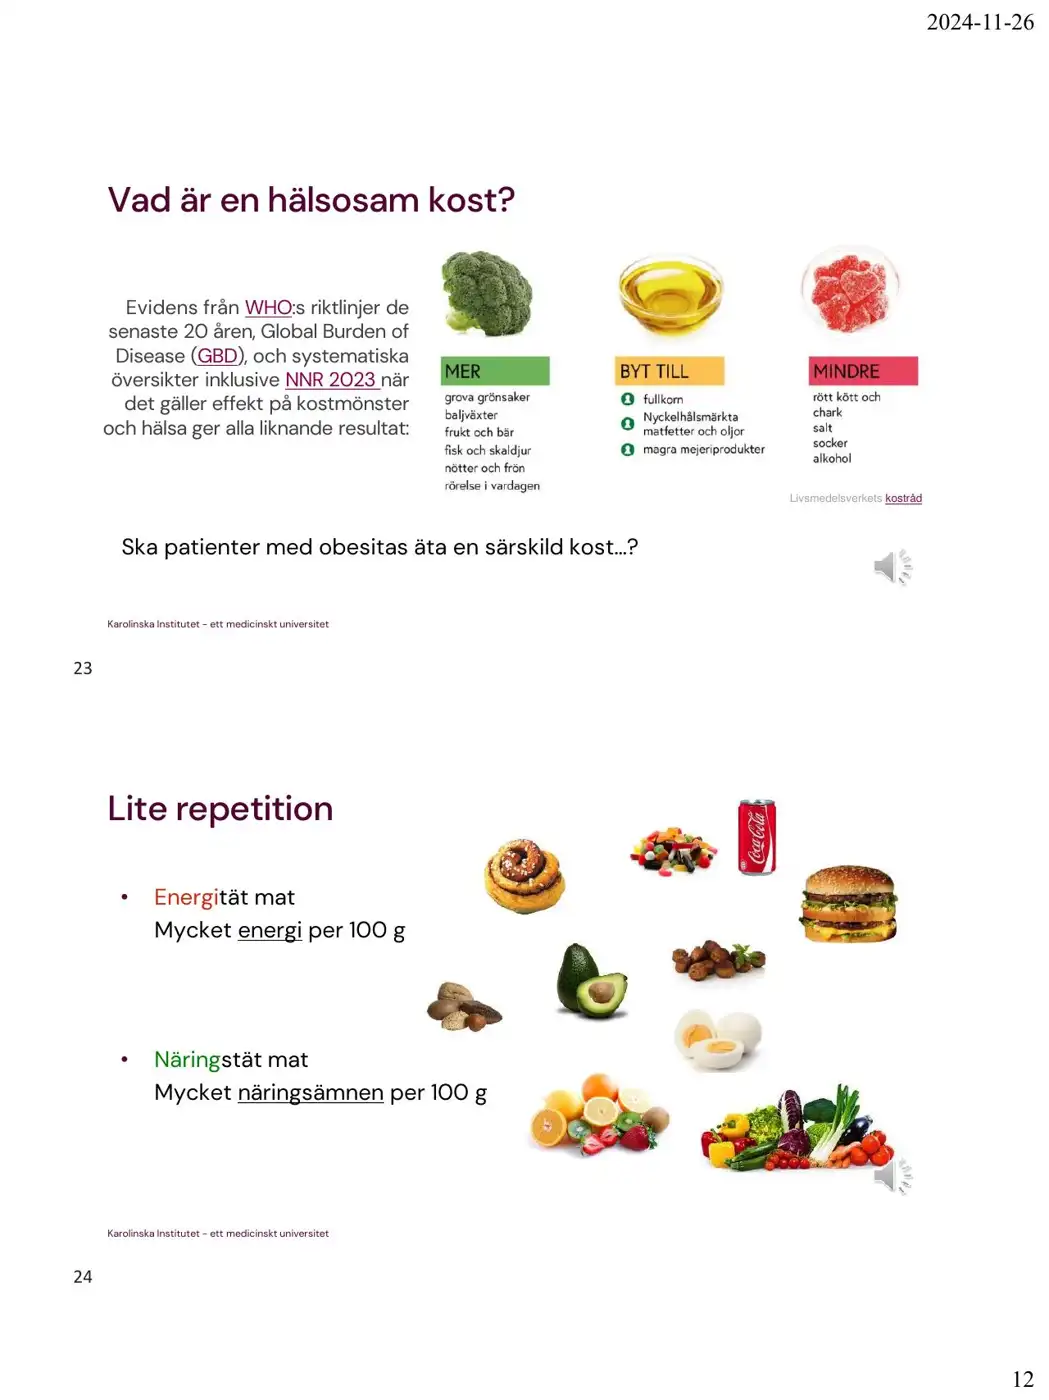 2024-11-26
Vad är en hälsosam kost?
Evidens från WHO:s riktlinjer de
senaste 20 åren, Global Burden of
Disease (GBD), och systematiska
översikter inklusive NNR 2023 när
det gäller effekt på kostmönster
och hälsa ger alla liknande resultat:
MER
grova grönsaker
baljväxter
frukt och bär
fisk och skaldjur
nötter och frön
rörelse i vardagen
BYT TILL
fullkorn
Nyckelhålsmärkta
matfetter och oljor
magra mejeriprodukter
MINDRE
rött kött och
chark
salt
socker
alkohol
Livsmedelsverkets kostråd
Ska patienter med obesitas äta en särskild kost...?
Karolinska Institutet - ett medicinskt universitet
23
Lite repetition
• Energität mat
Mycket energi per 100 g
• Näringstät mat
Mycket näringsämnen per 100 g
Coca-Cola
Karolinska Institutet - ett medicinskt universitet
24
12